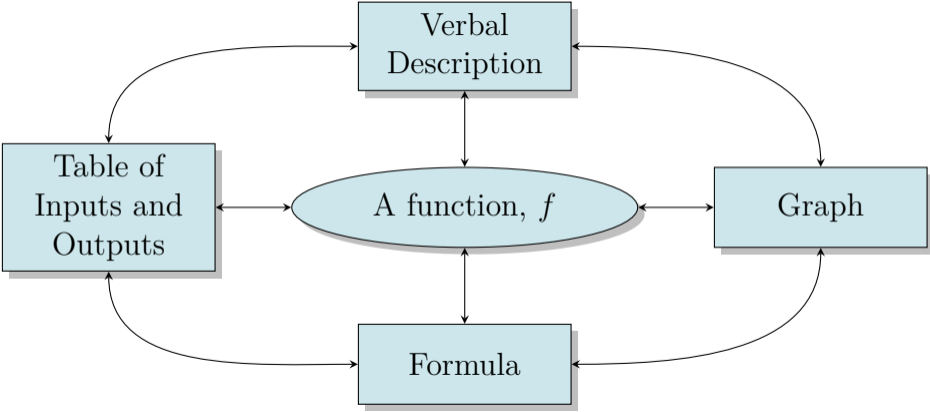 Verbal
Description
Table of
Inputs and
Outputs
A function, f
Graph
Formula